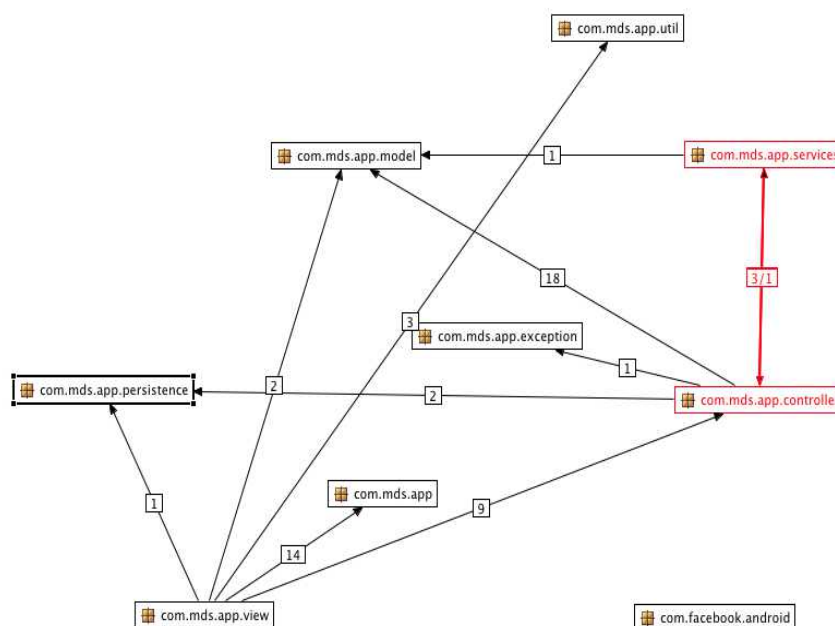 com.mds.app.util
com.mds.app.model
1
com.mds.app.services
18
3/1
3
com.mds.app.exception
1
com.mds.app.persistence
2
2
com.mds.app.controlle
1
com.mds.app
9
14
com.mds.app.view
com.facebook.android